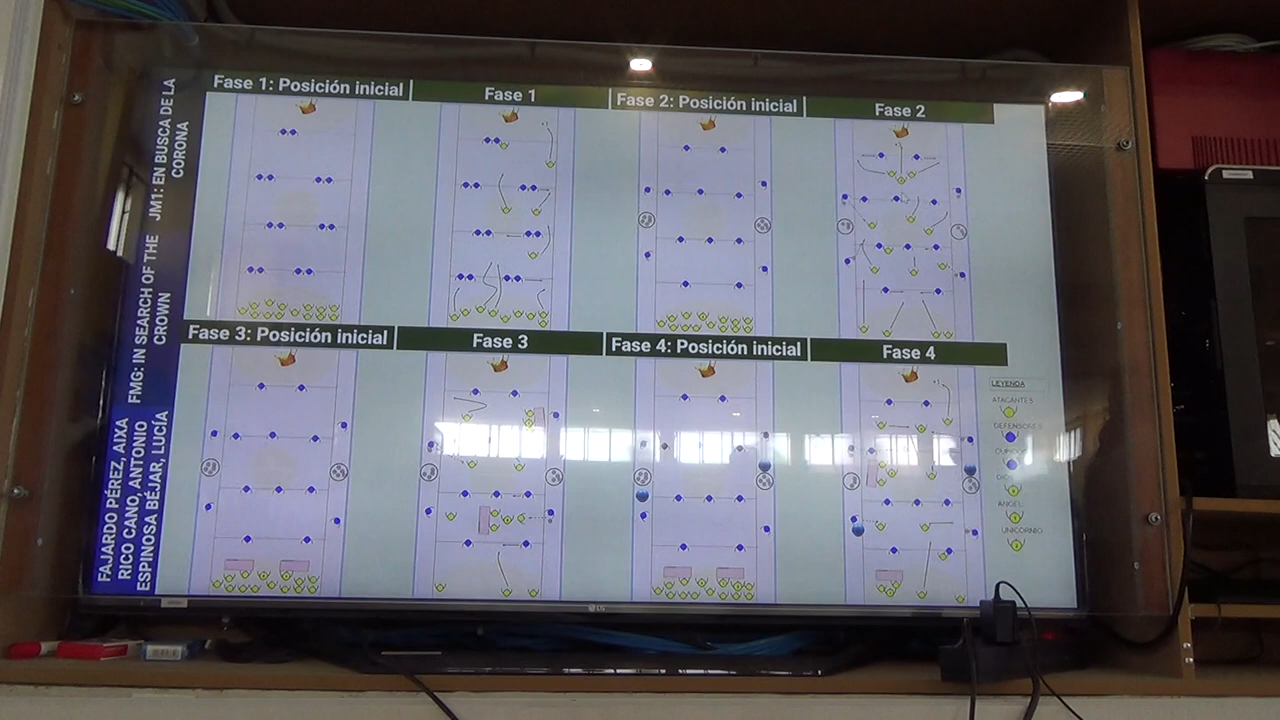 Fase 1: Posición inicial
Fase 1
Fase 2: Posición inicial
Fase 2
Fase 3: Posición inicial
Fase 3
Fase 4: Posición inicial
Fase 4
JM1: EN BUSCA DE LA
CORONA
FMG: IN SEARCH OF THE
CROWN
FAJARDO PÉREZ, AIXA
RICO CANO, ANTONIO
ESPINOSA BÉJAR, LUCÍA
LEYENDA
ATACANTES
DEFENSORES
UNICORNIO
LG